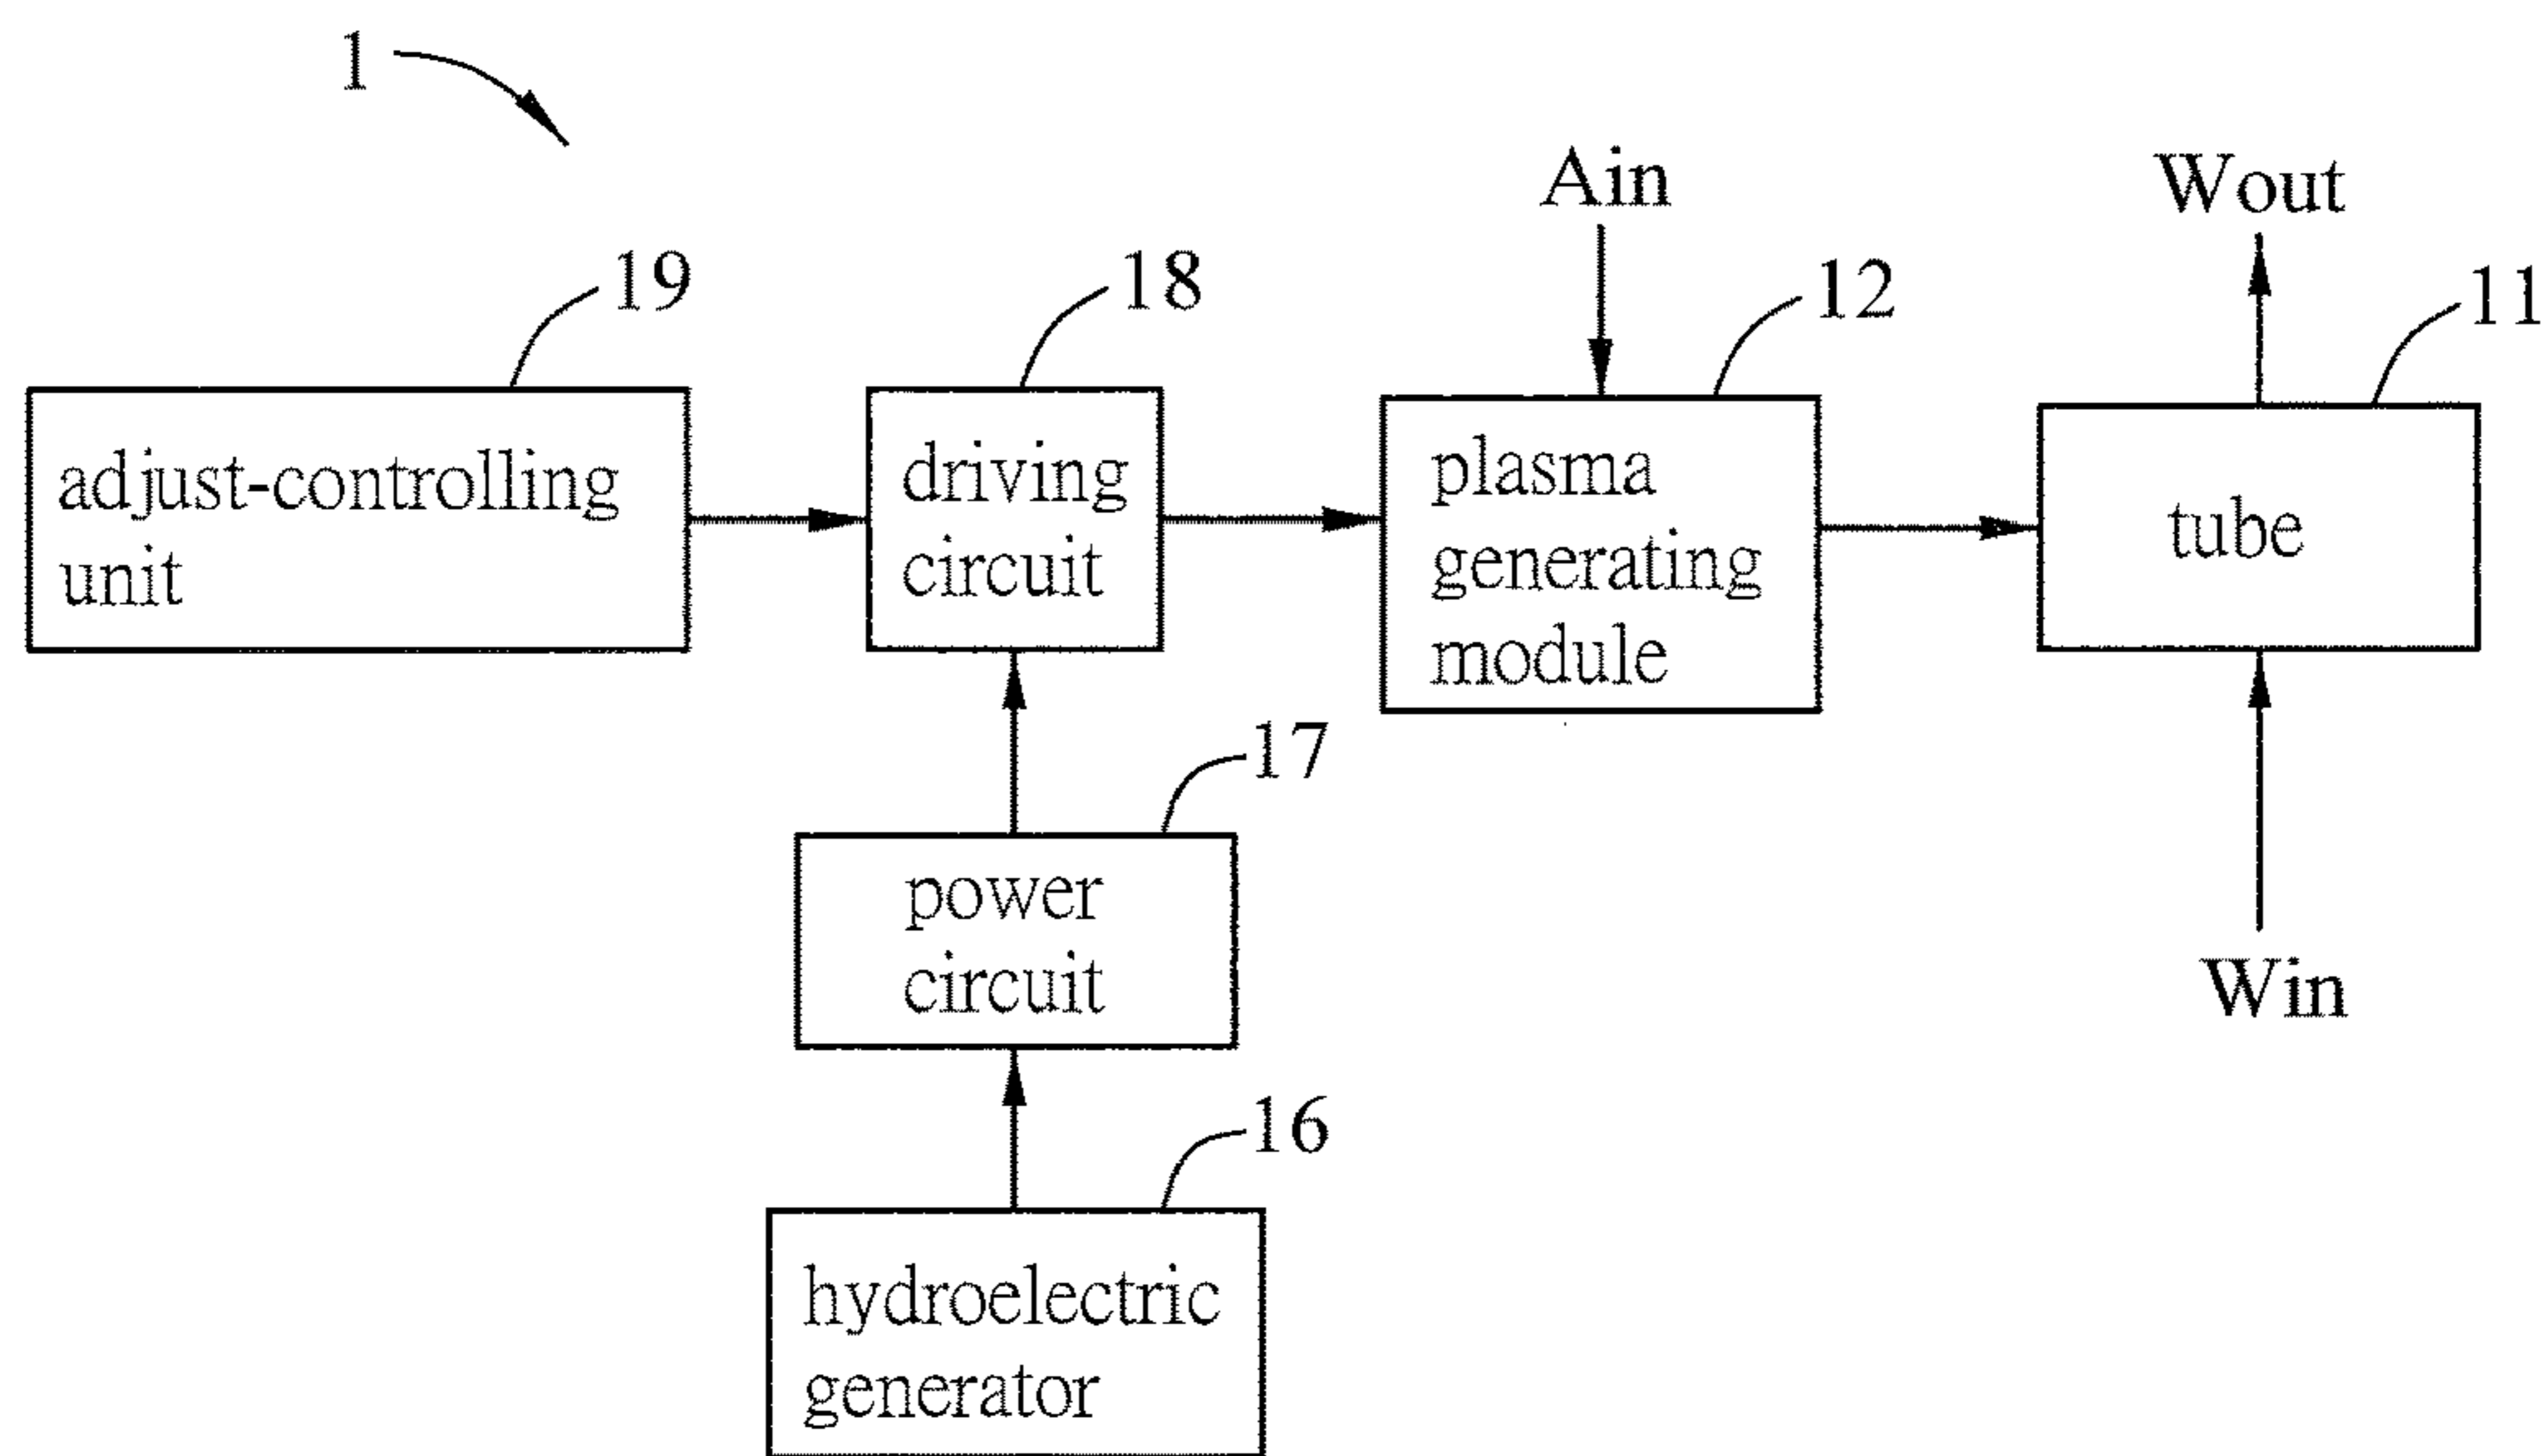 1
Ain
Wout
19
18
12
11
adjust-controlling
unit
driving
circuit
plasma
generating
module
tube
17
power
circuit
Win
16
hydroelectric
generator